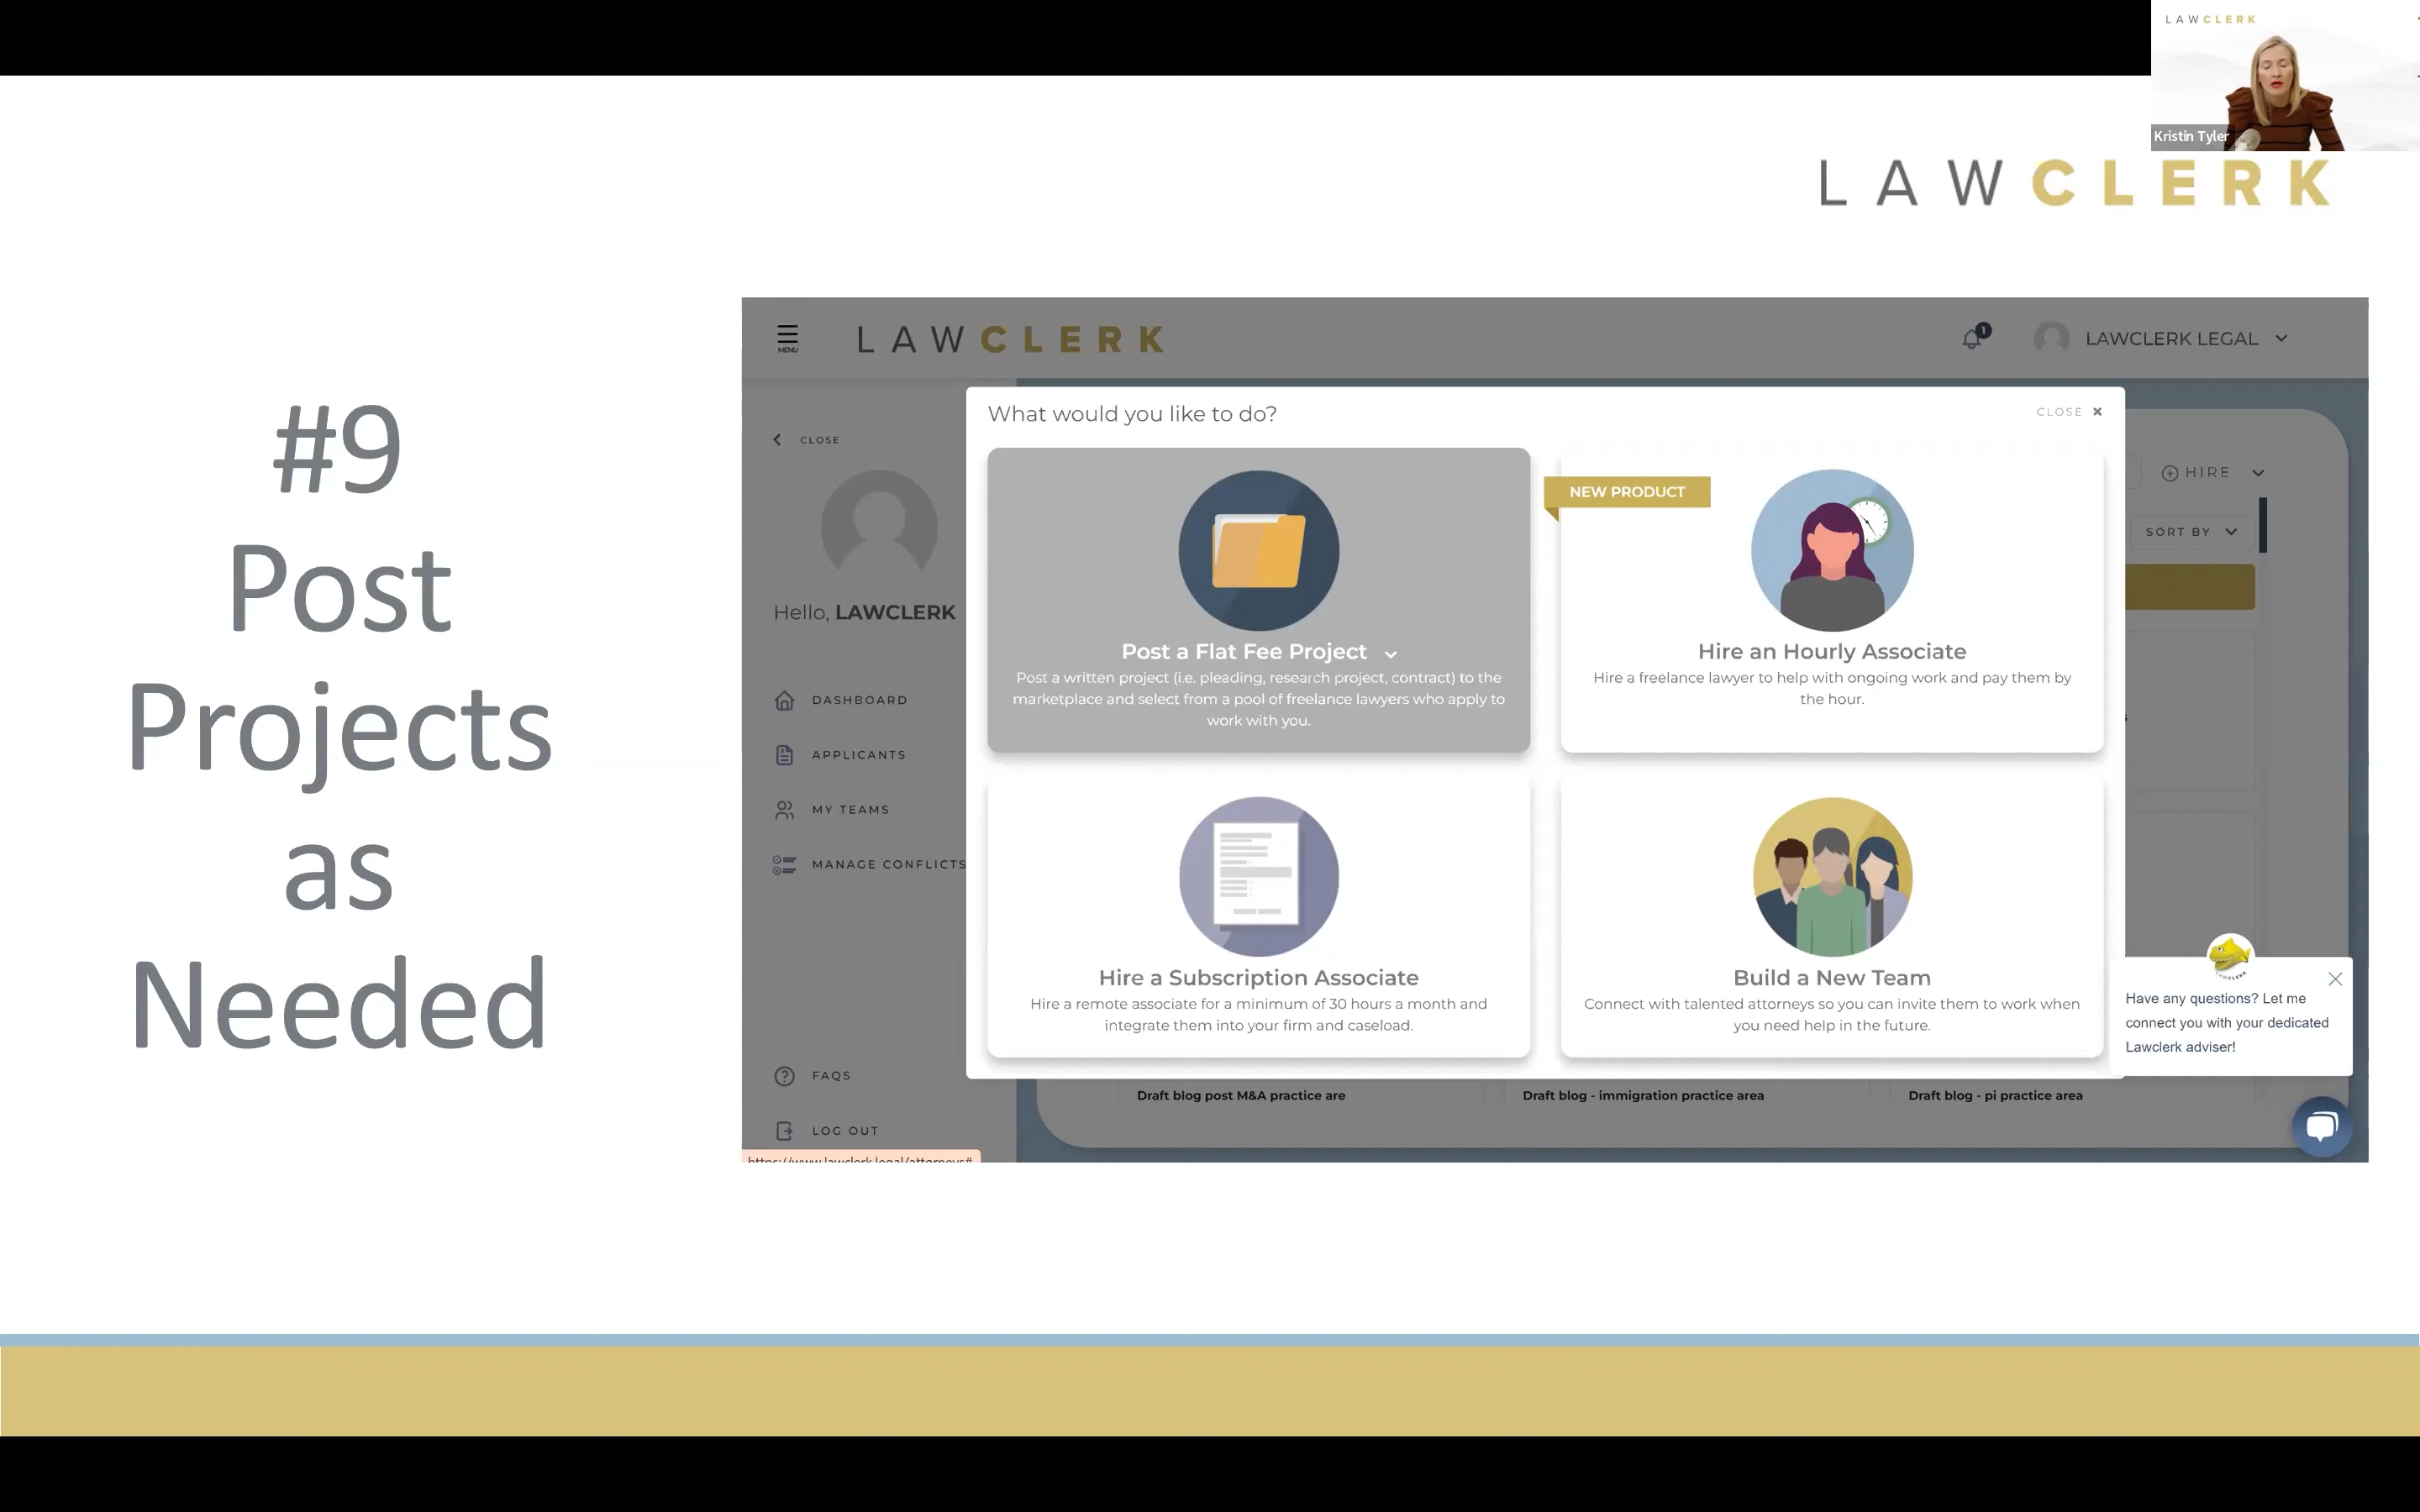 LAWCLERK
Kristin Tyler
LAWCLERK
#9
Post
Projects
as
Needed
MENU
LAWCLERK
1
LAWCLERK LEGAL
CLOSE
Hello, LAWCLERK
DASHBOARD
APPLICANTS
MY TEAMS
MANAGE CONFLICTS
FAQS
LOG OUT
https://www.lawclerk.legal/attorneys#
What would you like to do?
CLOSE ×
Post a Flat Fee Project
Post a written project (i.e. pleading, research project, contract) to the
marketplace and select from a pool of freelance lawyers who apply to
work with you.
NEW PRODUCT
Hire an Hourly Associate
Hire a freelance lawyer to help with ongoing work and pay them by
the hour.
Hire a Subscription Associate
Hire a remote associate for a minimum of 30 hours a month and
integrate them into your firm and caseload.
Build a New Team
Connect with talented attorneys so you can invite them to work when
you need help in the future.
HIRE
SORT BY
Have any questions? Let me
connect you with your dedicated
Lawclerk adviser!
Draft blog post M&A practice are
Draft blog - immigration practice area
Draft blog - pi practice area